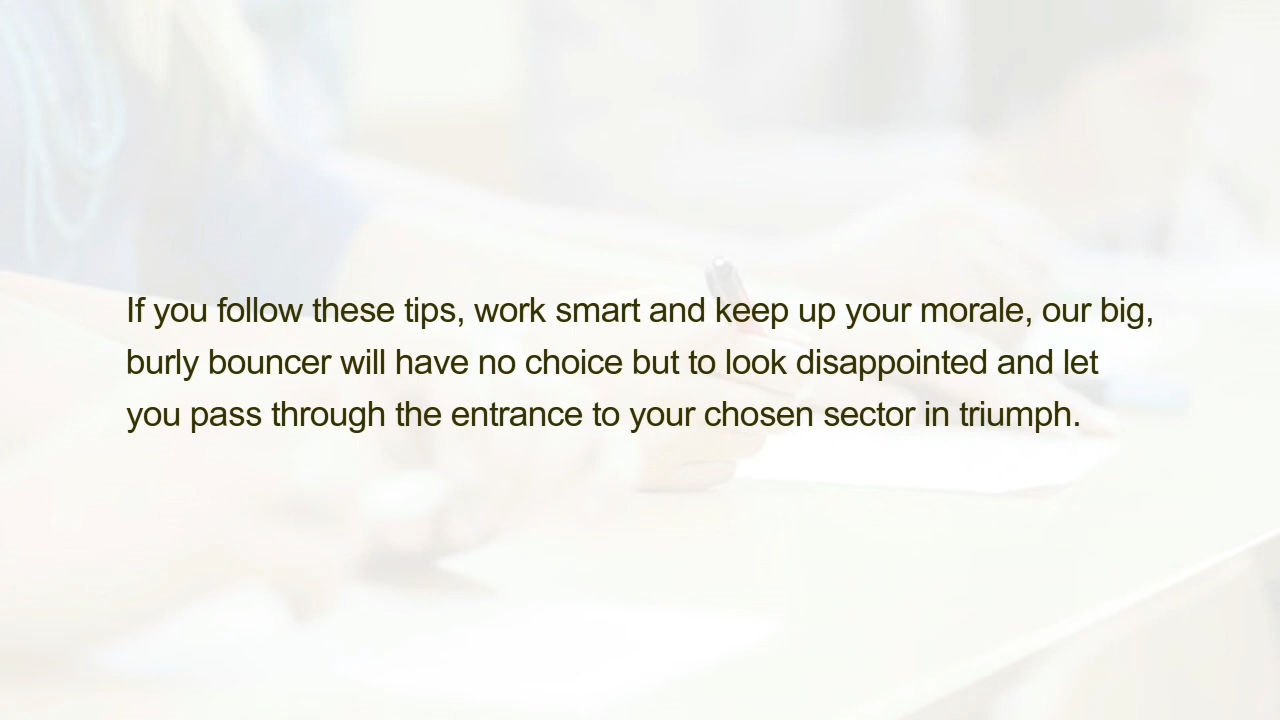 If you follow these tips, work smart and keep up your morale, our big,
burly bouncer will have no choice but to look disappointed and let
you pass through the entrance to your chosen sector in triumph.